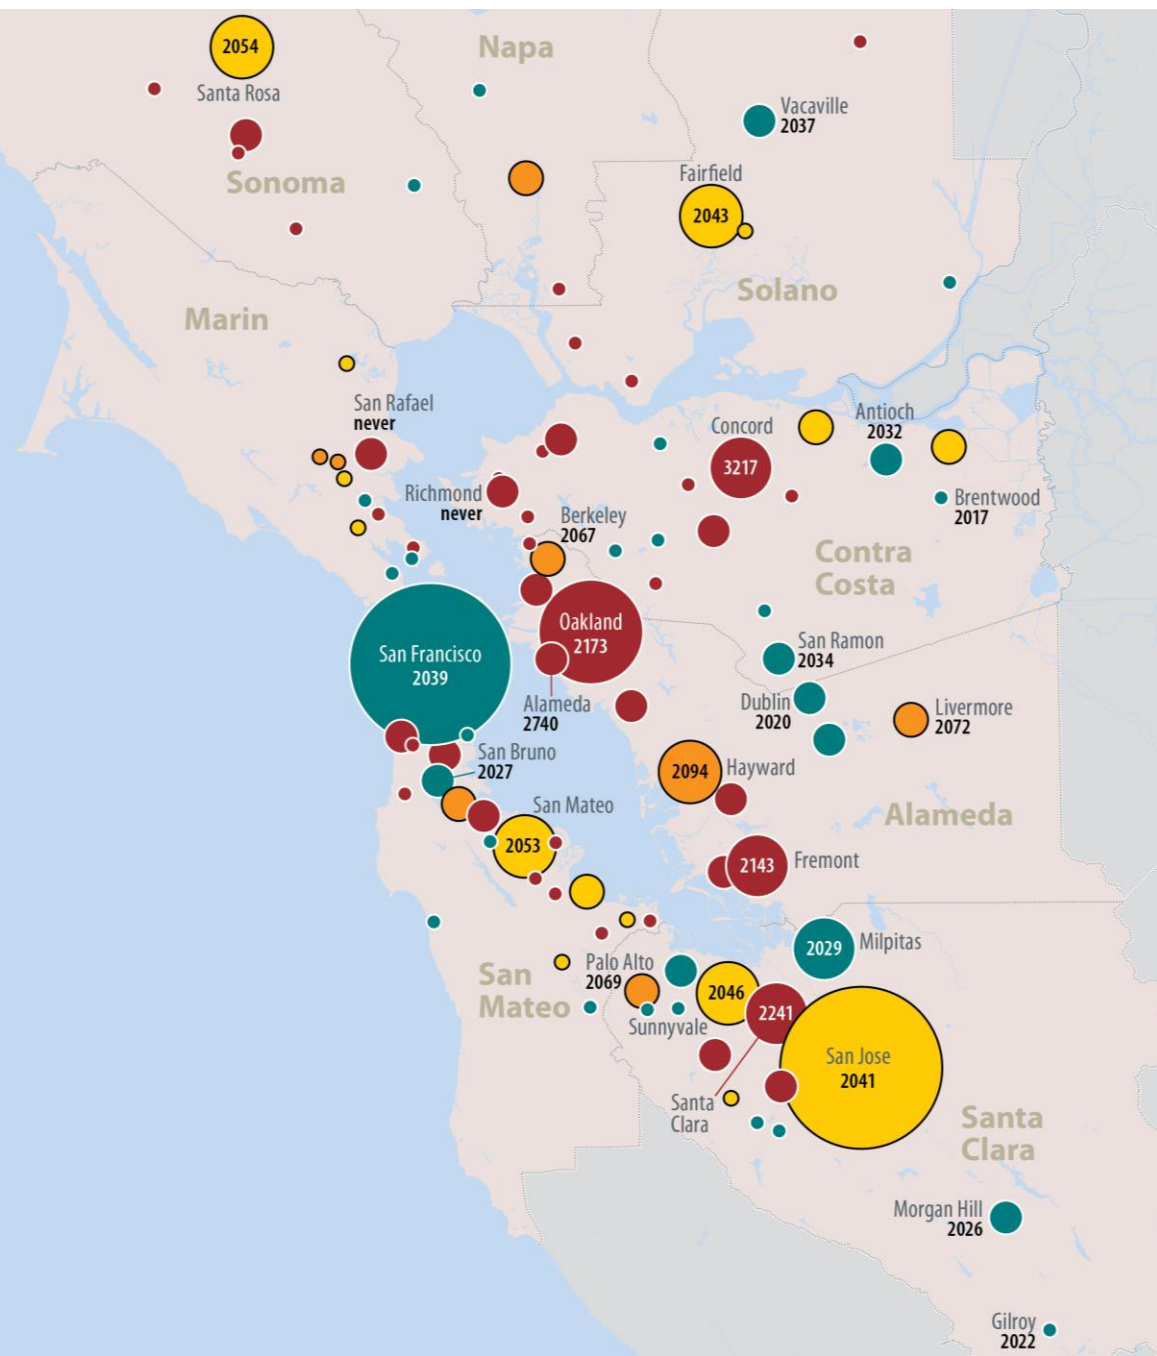 2054
Santa Rosa
Napa
Vacaville
2037
Sonoma
Fairfield
2043
Solano
Marin
San Rafael
never
Concord
3217
Antioch
2032
Richmond
never
Brentwood
2017
Berkeley
2067
Contra
Costa
Oakland
2173
San Francisco
2039
San Ramon
2034
Alameda
2740
Dublin
2020
Livermore
2072
San Bruno
2027
2094
Hayward
San Mateo
2053
Alameda
2143
Fremont
2029
Milpitas
San
Mateo
Palo Alto
2069
2046
Sunnyvale
2241
San Jose
2041
Santa
Clara
Santa
Clara
Morgan Hill
2026
Gilroy
2022